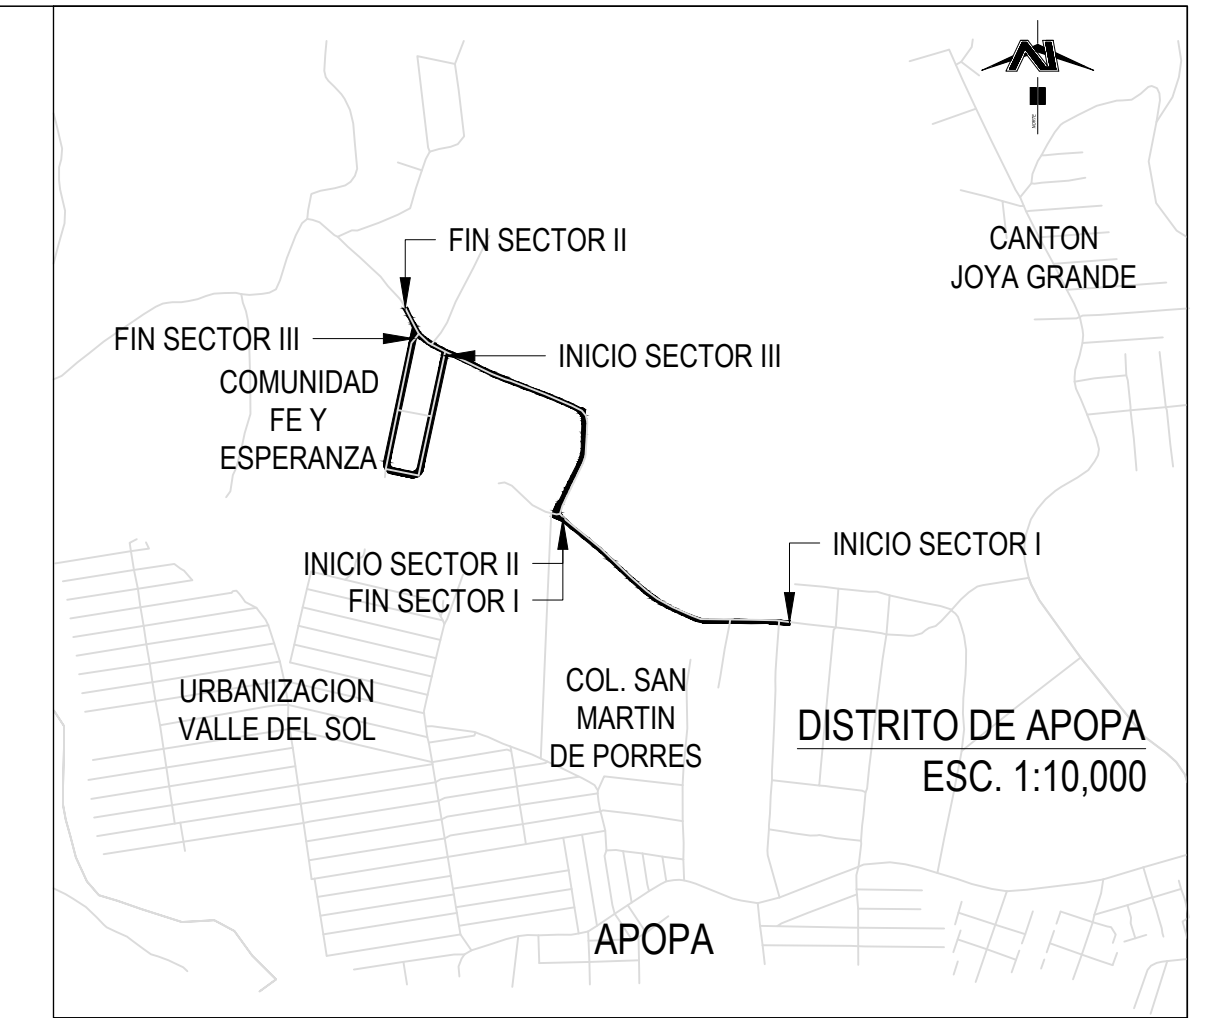 NORTE
FIN SECTOR II
CANTON
JOYA GRANDE
FIN SECTOR III
INICIO SECTOR III
COMUNIDAD
FE Y
ESPERANZA
INICIO SECTOR I
INICIO SECTOR II
FIN SECTOR I
URBANIZACION
VALLE DEL SOL
COL. SAN
MARTIN
DE PORRES
DISTRITO DE APOPA
ESC. 1:10,000
APOPA